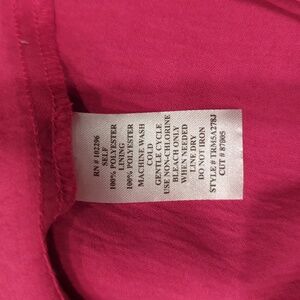 RN # 102206
SELF
100% POLYESTER
LINING
100% POLYESTER
MACHINE WASH
COLD
GENTLE CYCLE
USE NON-CHLORINE
BLEACH ONLY
WHEN NEEDED
LINE DRY
DO NOT IRON
STYLE # TRM5A278J
CUT # 87005